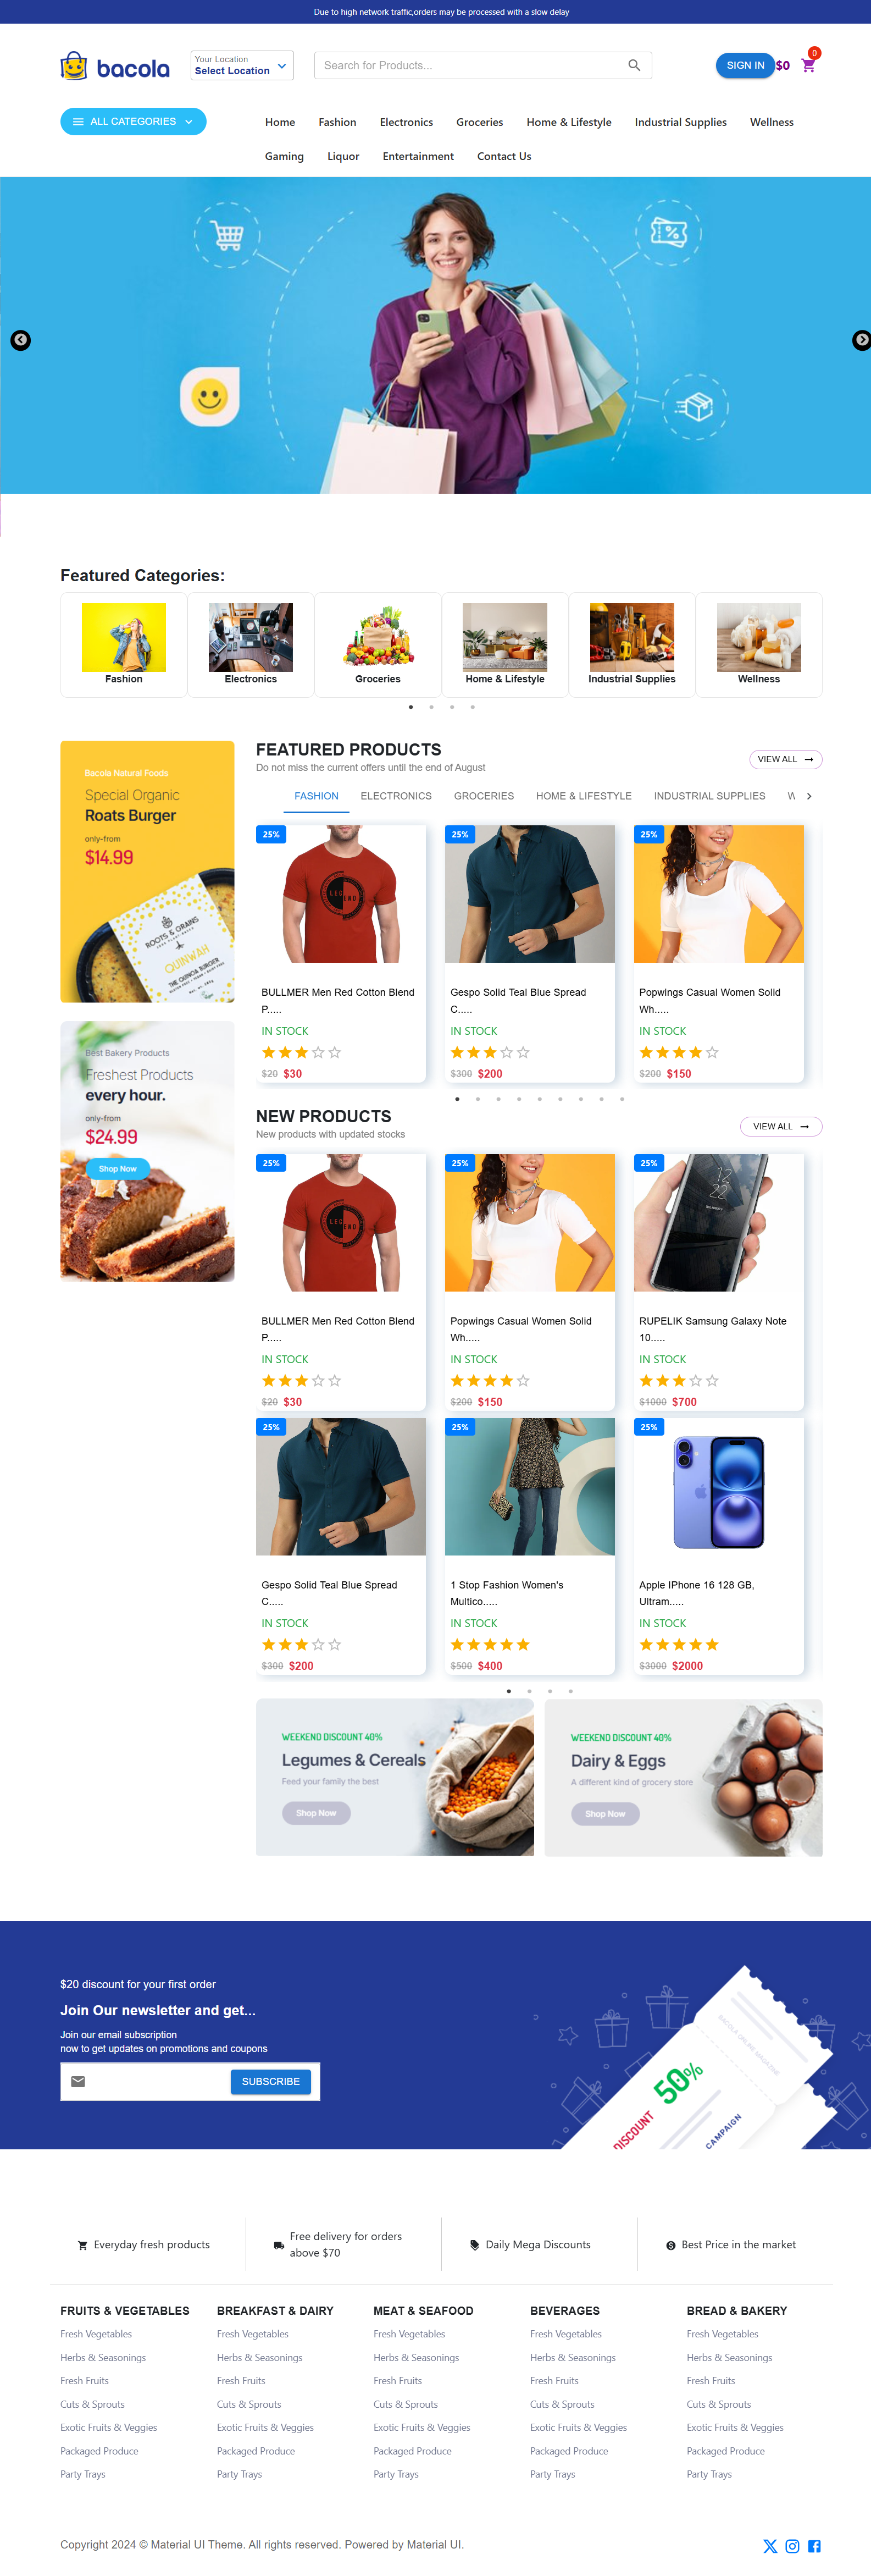 Due to high network traffic,orders may be processed with a slow delay
bacola
Your Location
Select Location
Search for Products...
SIGN IN
$0
0
ALL CATEGORIES
Home Fashion Electronics Groceries Home & Lifestyle Industrial Supplies Wellness
Gaming Liquor Entertainment Contact Us
Featured Categories:
Fashion
Electronics
Groceries
Home & Lifestyle
Industrial Supplies
Wellness
Bacola Natural Foods
Special Organic
Roats Burger
only-from
$14.99
ROOTS & GRAINS
QUINWAH
THE QUINOA BURGER
Best Bakery Products
Freshest Products
every hour.
only-from
$24.99
Shop Now
FEATURED PRODUCTS
Do not miss the current offers until the end of August
VIEW ALL
FASHION ELECTRONICS GROCERIES HOME & LIFESTYLE INDUSTRIAL SUPPLIES
25%
LEGEND
BULLMER Men Red Cotton Blend
P.....
IN STOCK
$20 $30
25%
Gespo Solid Teal Blue Spread
C.....
IN STOCK
$300 $200
25%
Popwings Casual Women Solid
Wh.....
IN STOCK
$200 $150
NEW PRODUCTS
New products with updated stocks
VIEW ALL
25%
LEGEND
BULLMER Men Red Cotton Blend
P.....
IN STOCK
$20 $30
25%
Popwings Casual Women Solid
Wh.....
IN STOCK
$200 $150
25%
12
22
RUPELIK Samsung Galaxy Note
10.....
IN STOCK
$1000 $700
25%
Gespo Solid Teal Blue Spread
C.....
IN STOCK
$300 $200
25%
1 Stop Fashion Women's
Multico.....
IN STOCK
$500 $400
25%
Apple IPhone 16 128 GB,
Ultram.....
IN STOCK
$3000 $2000
WEEKEND DISCOUNT 40%
Legumes & Cereals
Feed your family the best
Shop Now
WEEKEND DISCOUNT 40%
Dairy & Eggs
A different kind of grocery store
Shop Now
$20 discount for your first order
Join Our newsletter and get...
Join our email subscription
now to get updates on promotions and coupons
SUBSCRIBE
BACOLA ONLINE MAGAZINE
50%
DISCOUNT
CAMPAIGN
Everyday fresh products
Free delivery for orders
above $70
Daily Mega Discounts
Best Price in the market
FRUITS & VEGETABLES
Fresh Vegetables
Herbs & Seasonings
Fresh Fruits
Cuts & Sprouts
Exotic Fruits & Veggies
Packaged Produce
Party Trays
BREAKFAST & DAIRY
Fresh Vegetables
Herbs & Seasonings
Fresh Fruits
Cuts & Sprouts
Exotic Fruits & Veggies
Packaged Produce
Party Trays
MEAT & SEAFOOD
Fresh Vegetables
Herbs & Seasonings
Fresh Fruits
Cuts & Sprouts
Exotic Fruits & Veggies
Packaged Produce
Party Trays
BEVERAGES
Fresh Vegetables
Herbs & Seasonings
Fresh Fruits
Cuts & Sprouts
Exotic Fruits & Veggies
Packaged Produce
Party Trays
BREAD & BAKERY
Fresh Vegetables
Herbs & Seasonings
Fresh Fruits
Cuts & Sprouts
Exotic Fruits & Veggies
Packaged Produce
Party Trays
Copyright 2024 © Material UI Theme. All rights reserved. Powered by Material UI.